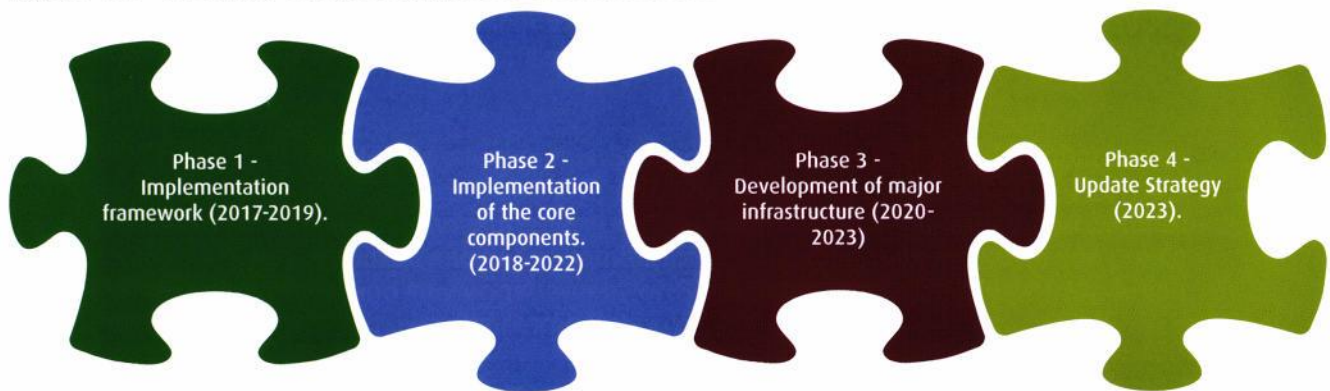 Phase 1 -
Implementation
framework (2017-2019).
Phase 2 -
Implementation
of the core
components.
(2018-2022)
Phase 3 -
Development of major
infrastructure (2020-
2023)
Phase 4 -
Update Strategy
(2023).